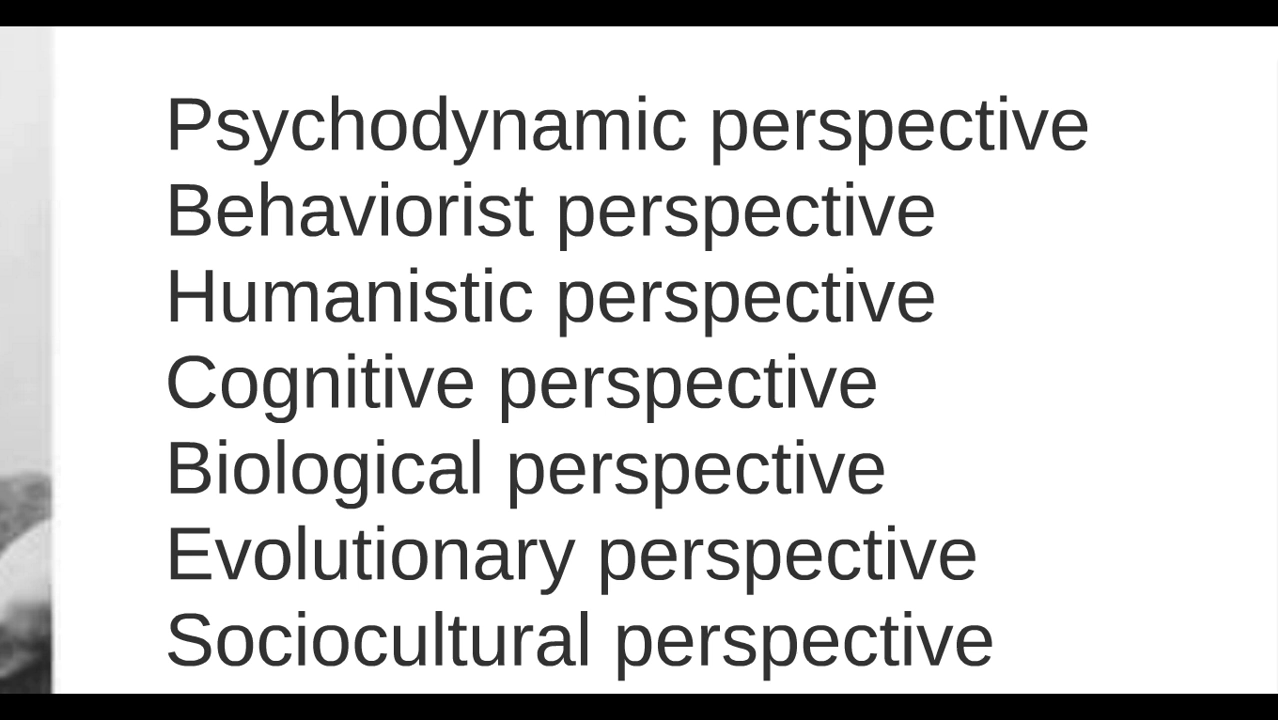 Psychodynamic perspective
Behaviorist perspective
Humanistic perspective
Cognitive perspective
Biological perspective
Evolutionary perspective
Sociocultural perspective